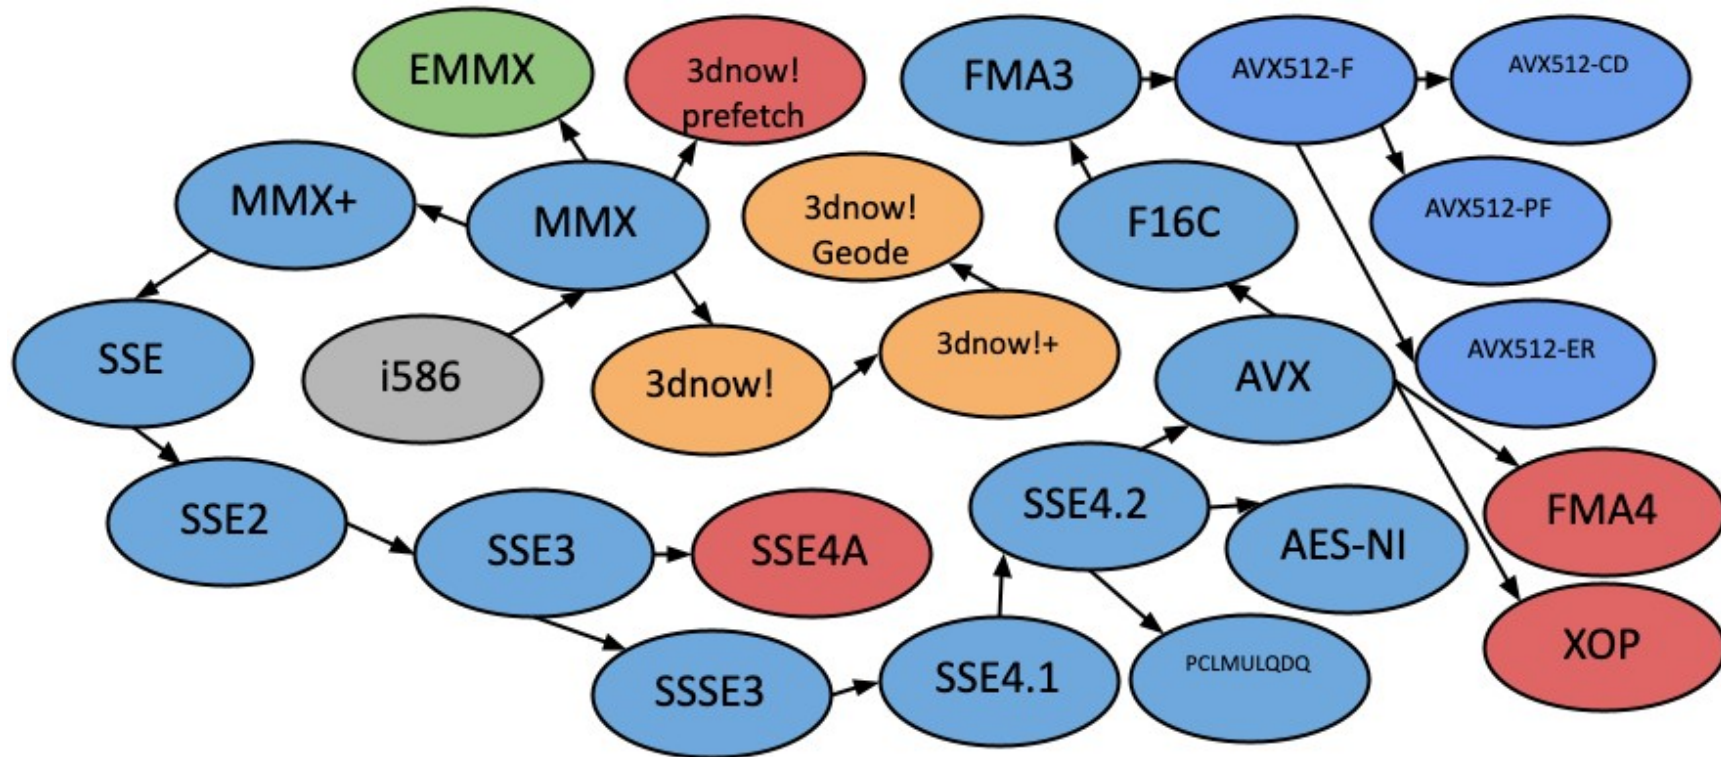 EMMX
3dnow!
prefetch
FMA3
AVX512-F
AVX512-CD
MMX+
MMX
3dnow!
Geode
F16C
AVX512-PF
SSE
i586
3dnow!
3dnow!+
AVX
AVX512-ER
SSE2
SSE3
SSE4A
SSE4.2
AES-NI
FMA4
SSSE3
SSE4.1
PCLMULQDQ
XOP